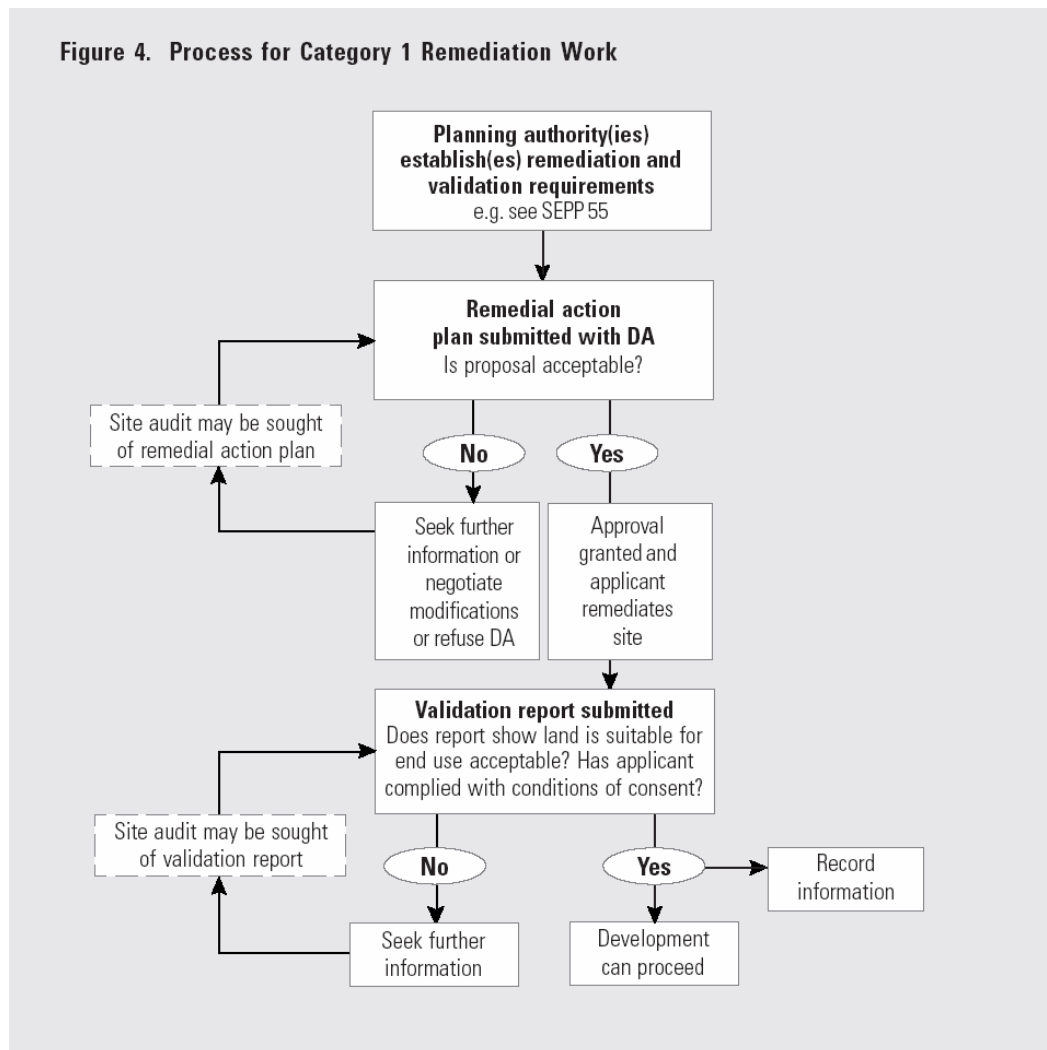 Figure 4. Process for Category 1 Remediation Work
Planning authority(ies)
establish(es) remediation and
validation requirements
e.g. see SEPP 55
Remedial action
plan submitted with DA
Is proposal acceptable?
Site audit may be sought
of remedial action plan
No
Yes
Seek further
information or
negotiate
modifications
or refuse DA
Approval
granted and
applicant
remediates
site
Validation report submitted
Does report show land is suitable for
end use acceptable? Has applicant
complied with conditions of consent?
Site audit may be sought
of validation report
No
Yes
Record
information
Seek further
information
Development
can proceed